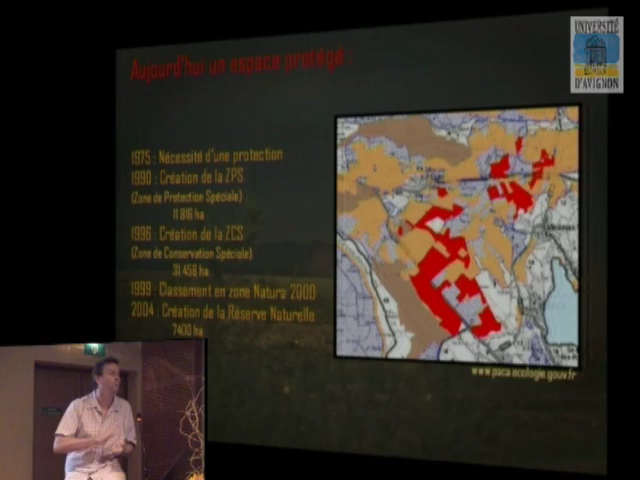 UNIVERSITÉ
D'AVIGNON
Aujourd'hui un espace protégé :
1975 : Nécessité d'une protection
1990 : Création de la ZPS
(Zone de Protection Spéciale)
11 816 ha
1996 : Création de la ZCS
(Zone de Conservation Spéciale)
31 458 ha
1999 : Classement en zone Natura 2000
2004 : Création de la Réserve Naturelle
7400 ha
www.paca.ecologie.gouv.fr